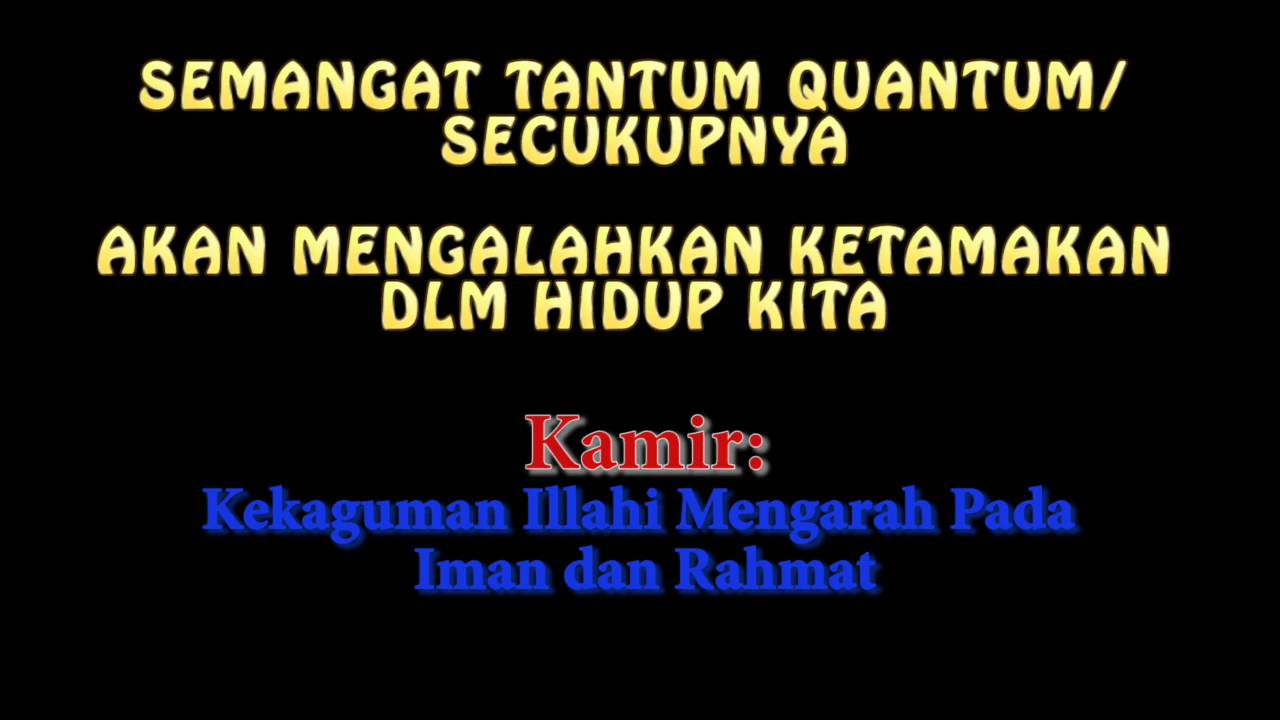 SEMANGAT TANTUM QUANTUM/
SECUKUPNYA
AKAN MENGALAHKAN KETAMAKAN
DLM HIDUP KITA
Kamir:
Kekaguman Illahi Mengarah Pada
Iman dan Rahmat